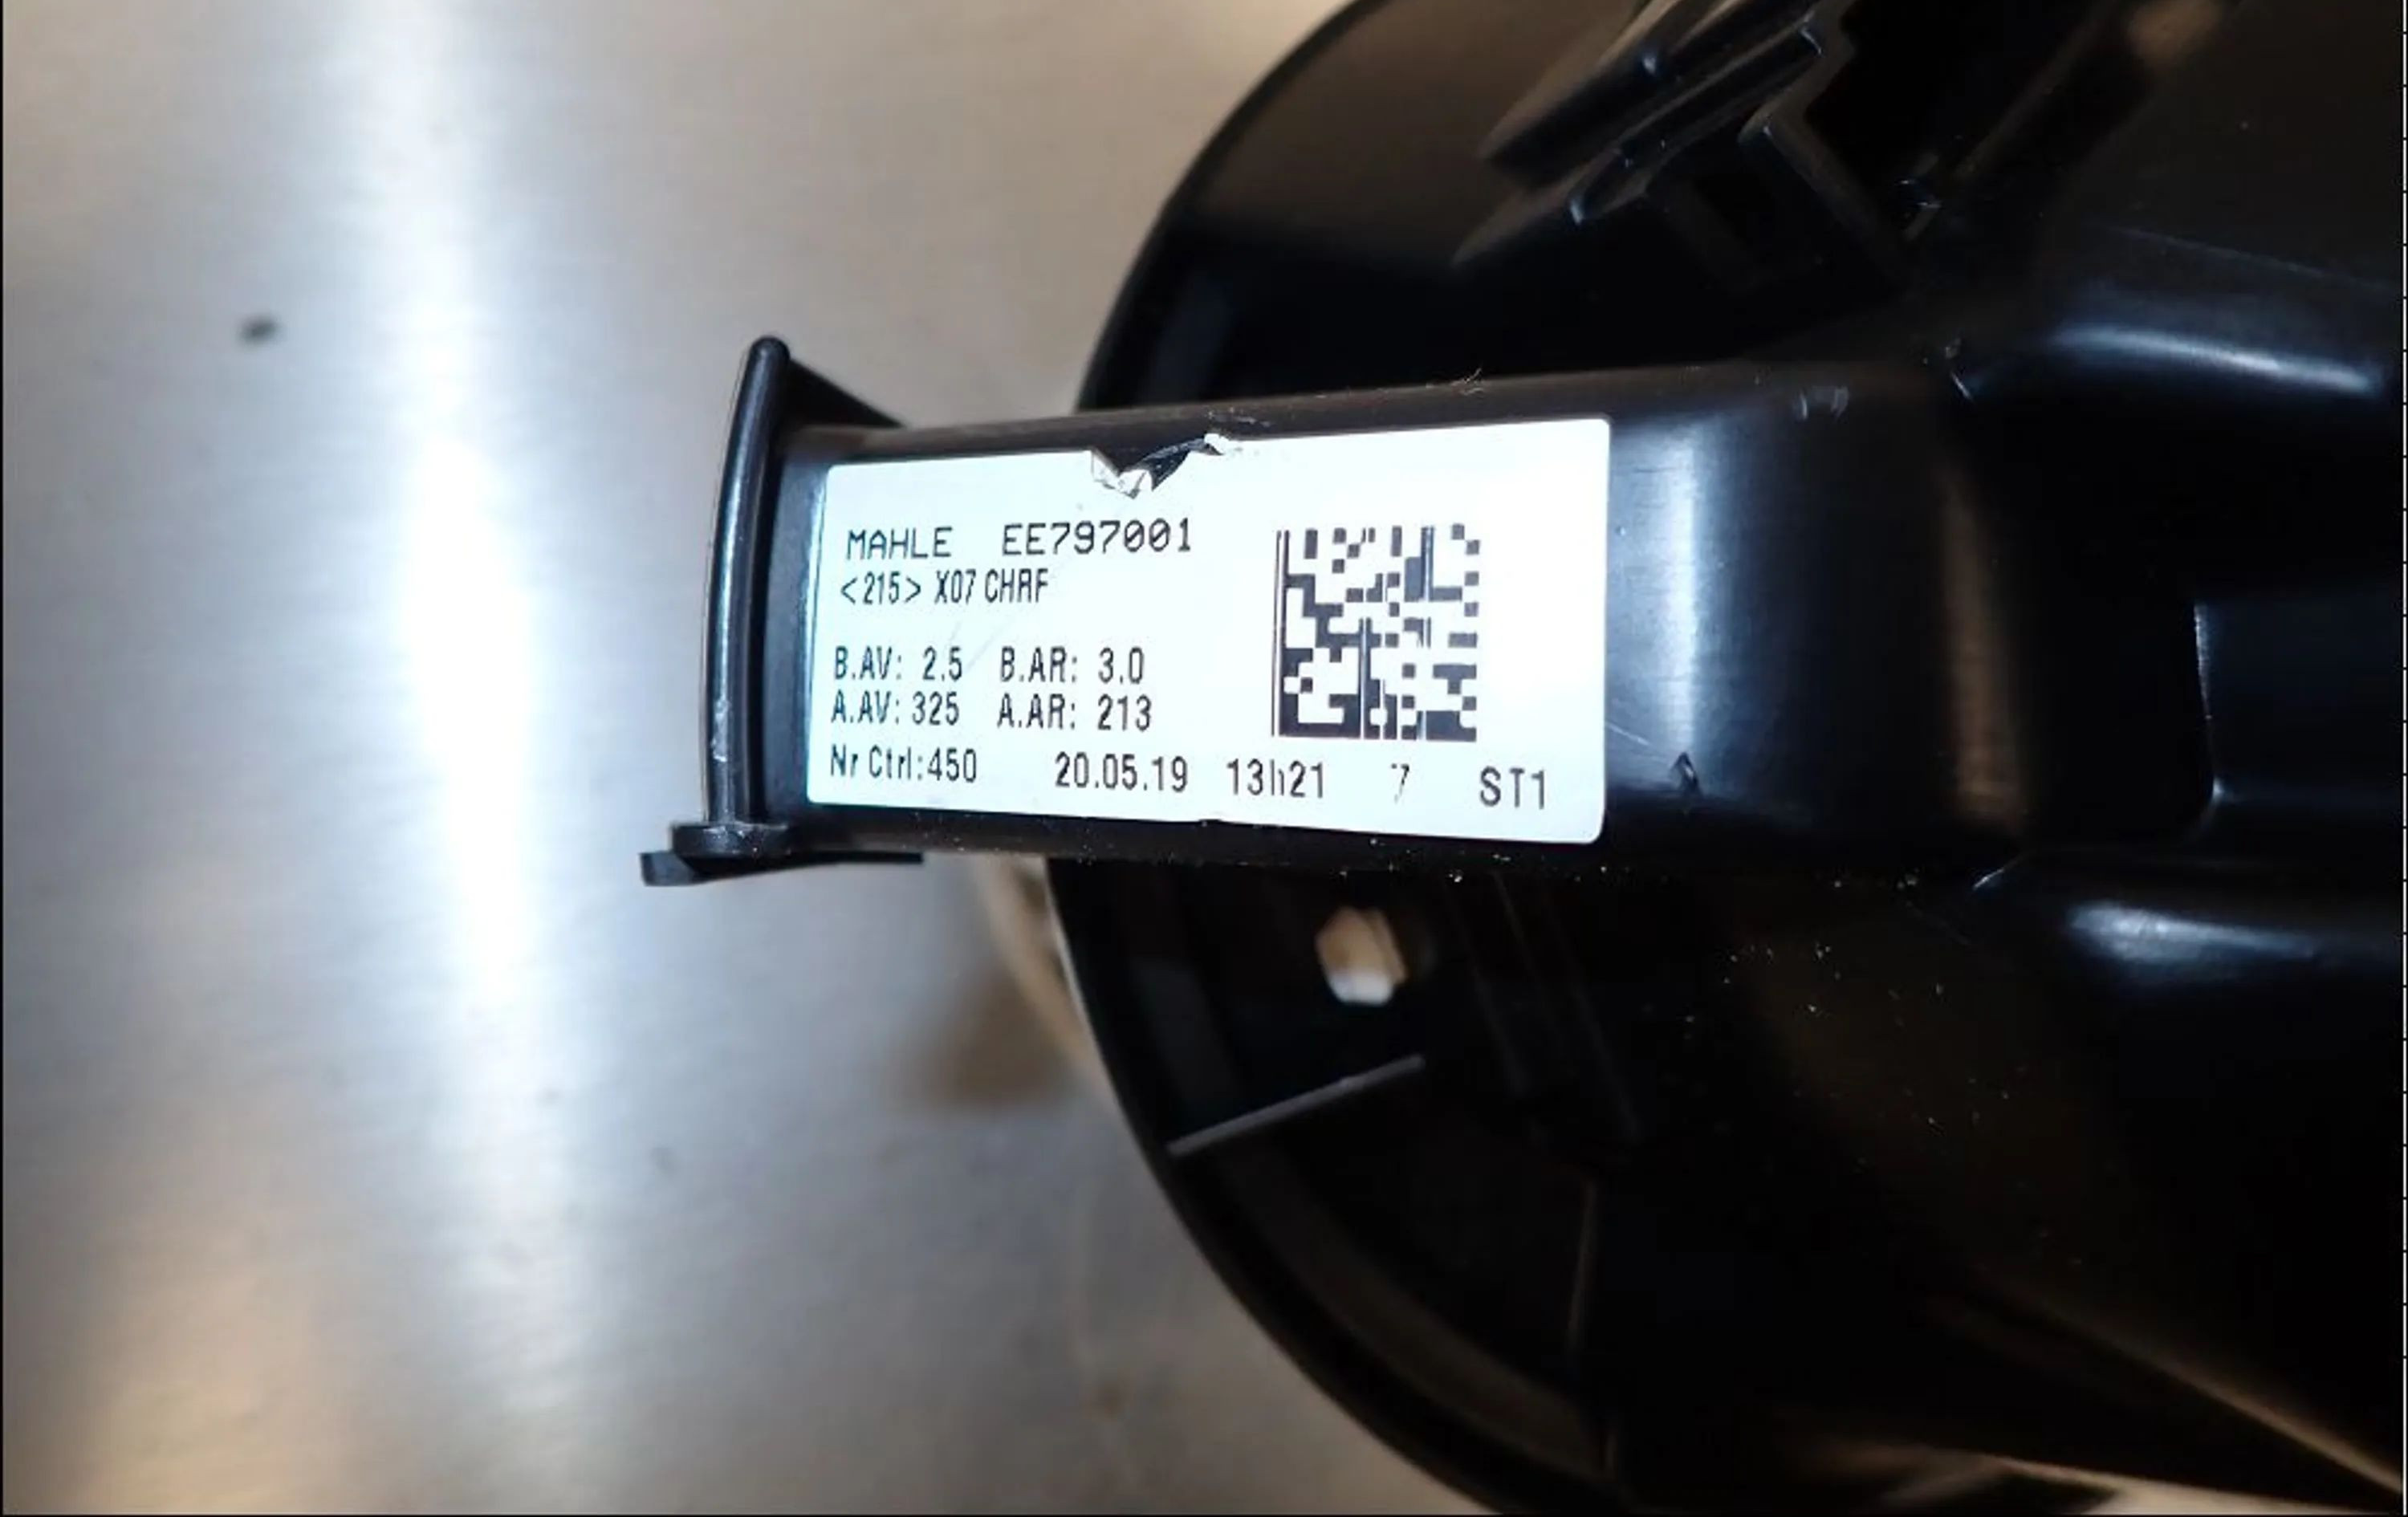 MAHLE EE797001
<215> X07 CHRF
B.AV: 2.5 B.AR: 3.0
A.AV: 325 A.AR: 213
Nr Ctrl:450 20.05.19 13h21 7 ST1